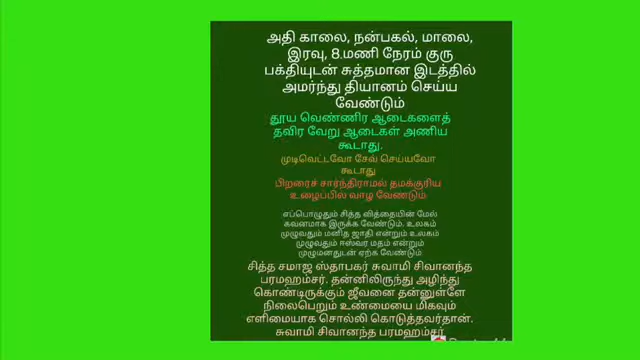 அதி காலை, நன்பகல், மாலை,
இரவு, 8.மணி நேரம் குரு
பக்தியுடன் சுத்தமான இடத்தில்
அமர்ந்து தியானம் செய்ய
வேண்டும்
தூய வெண்ணிர ஆடைகளைத்
தவிர வேறு ஆடைகள் அணிய
கூடாது.
முடிவெட்டவோ சேவ் செய்யவோ
கூடாது
பிறரைச் சார்ந்திராமல் தமக்குரிய
உழைப்பில் வாழ வேண்டும்
எப்பொழுதும் சித்த வித்தையின் மேல்
கவனமாக இருக்க வேண்டும். உலகம்
முழுவதும் மனித ஜாதி என்றும் உலகம்
முழுவதும் ஈஸ்வர மதம் என்றும்
முழுமனதுடன் ஏற்க வேண்டும்
சித்த சமாஜ ஸ்தாபகர் சுவாமி சிவானந்த
பரமஹம்சர். தன்னிலிருந்து அழிந்து
கொண்டிருக்கும் ஜீவனை தன்னுள்ளே
நிலைபெறும் உண்மையை மிகவும்
எளிமையாக சொல்லி கொடுத்தவர்தான்.
சுவாமி சிவானந்த பரமஹம்சர்